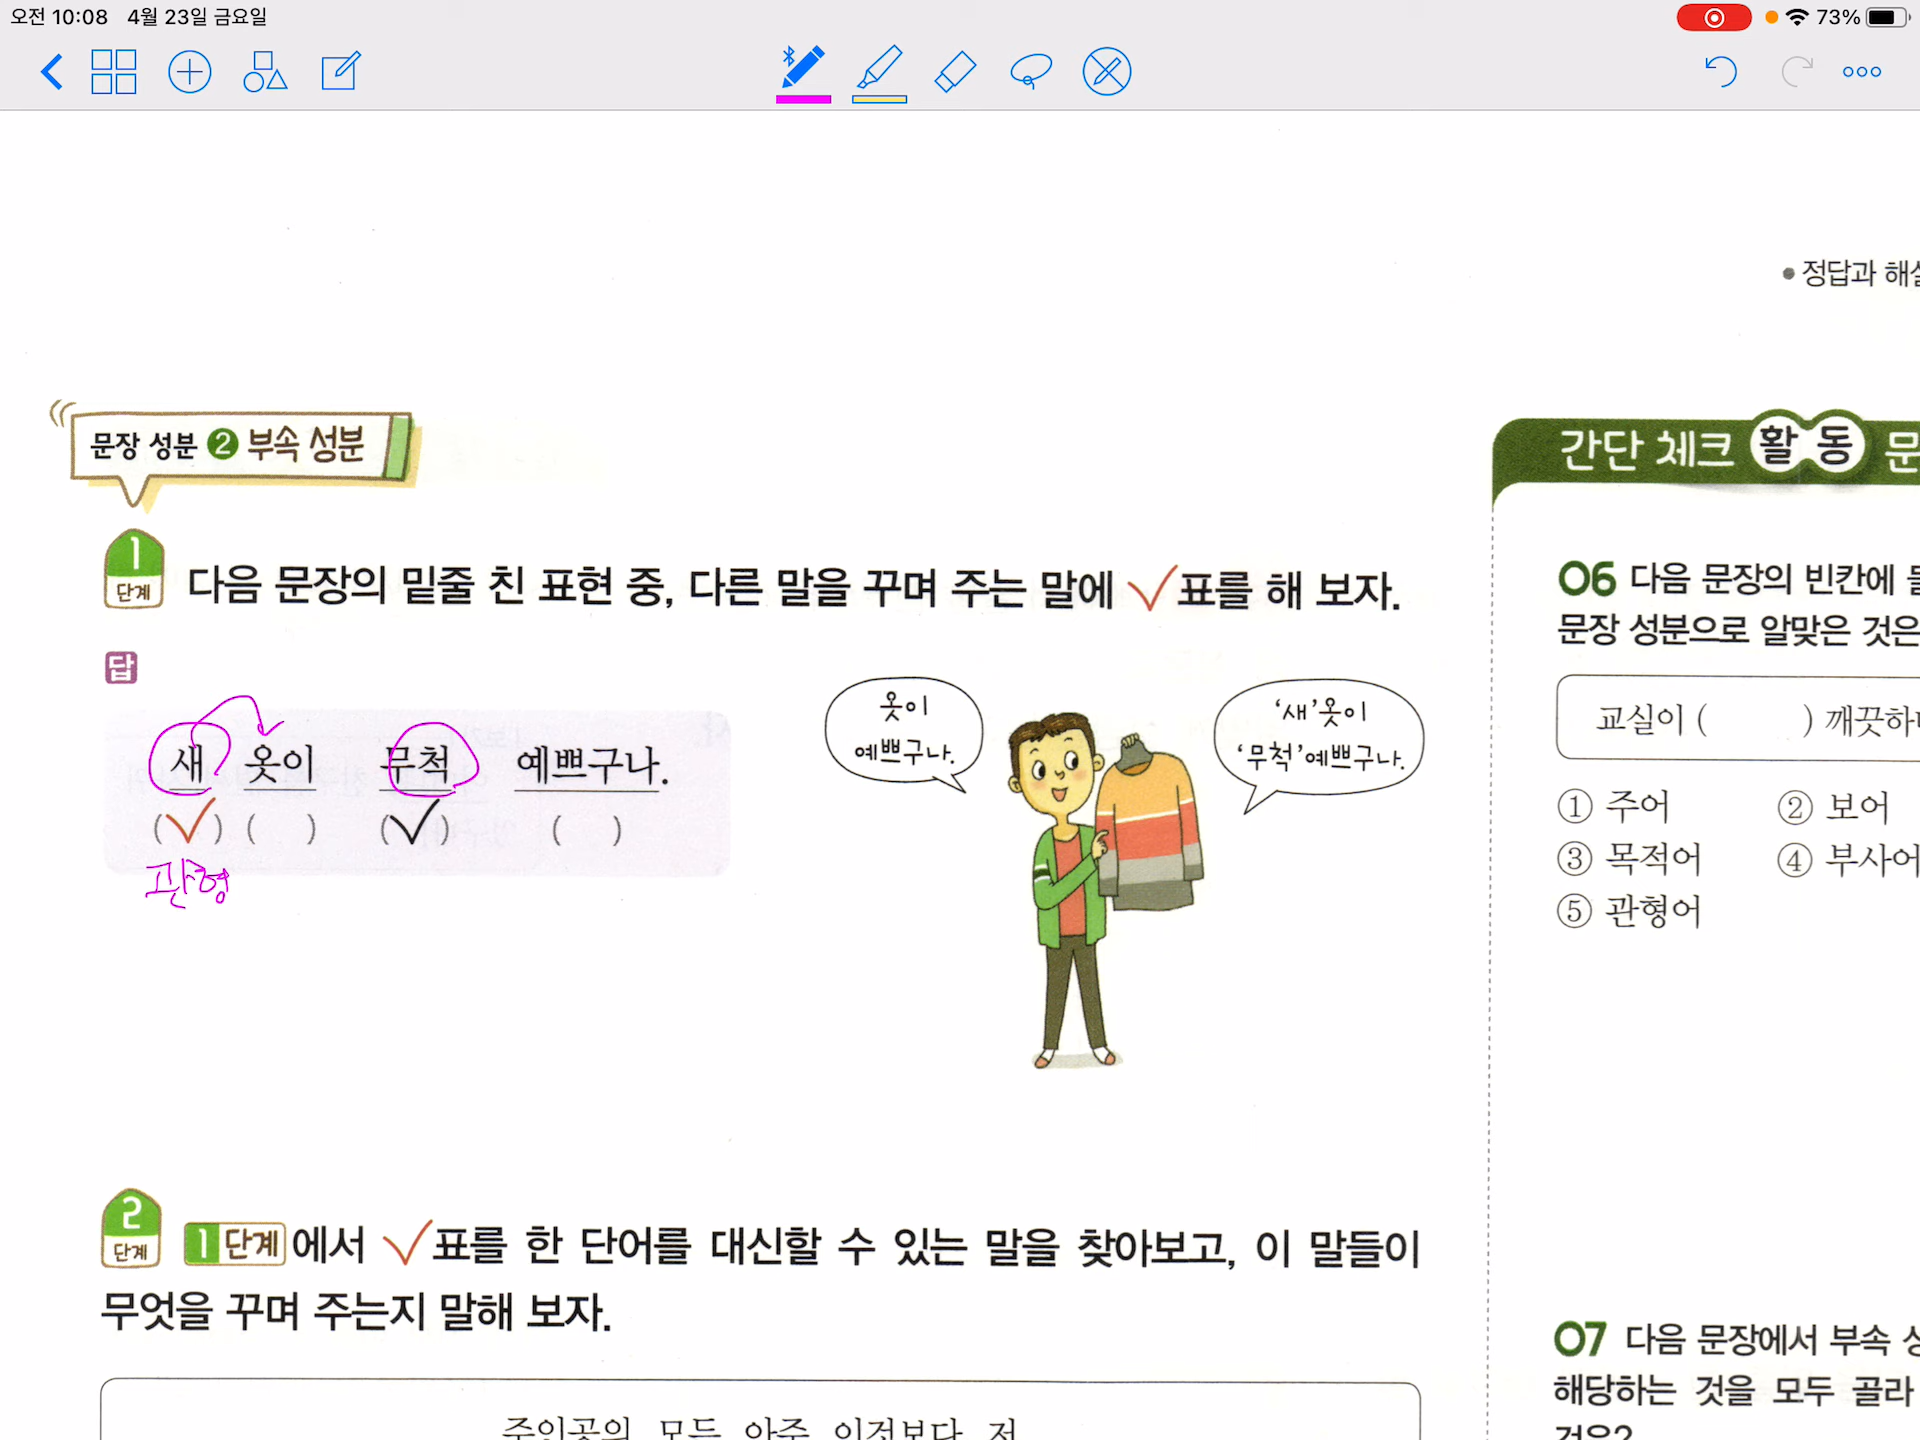 오전 10:08 4월 23일 금요일
73%
정답과
문장 성분 2 부속 성분
1
단계
다음 문장의 밑줄 친 표현 중, 다른 말을 꾸며 주는 말에 ✓표를 해 보자.
답
새 옷이 무척 예쁘구나.
(✓) ( ) (✓) ( )
관형
옷이
예쁘구나.
‘새’옷이
‘무척’예쁘구나.
2
단계
1단계에서 ✓표를 한 단어를 대신할 수 있는 말을 찾아보고, 이 말들이
무엇을 꾸며 주는지 말해 보자.
간단 체크 활동
06 다음 문장의 빈칸에
문장 성분으로 알맞은 것은
교실이 ( )
① 주어 ② 보어
③ 목적어 ④ 부사어
⑤ 관형어
07 다음 문장에서 부속
해당하는 것을 모두 골라